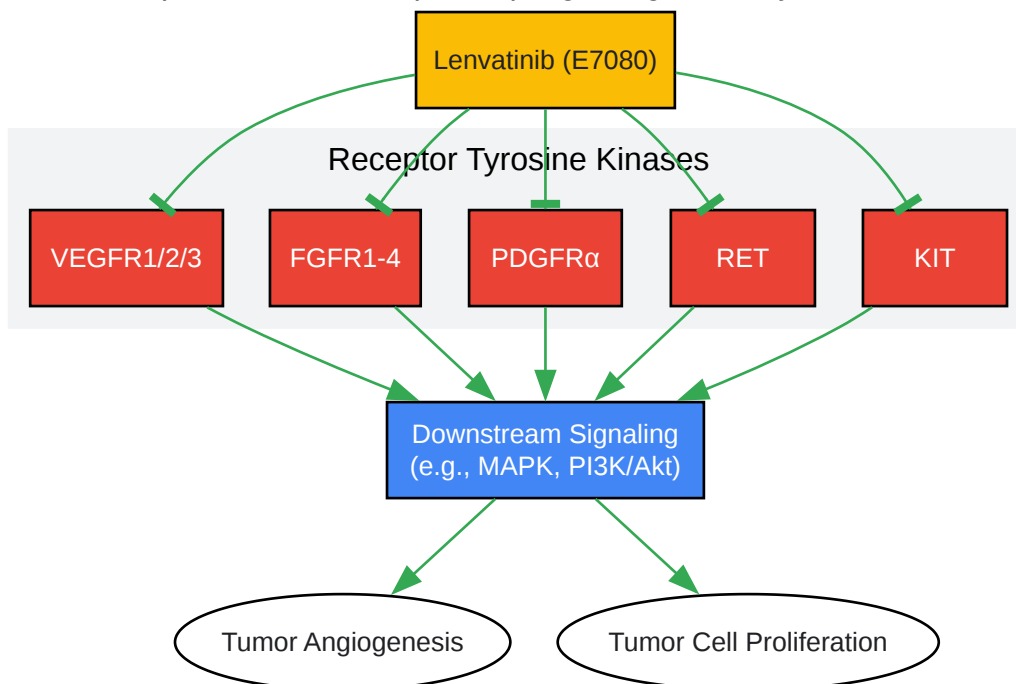 Lenvatinib (E7080)
Receptor Tyrosine Kinases
VEGFR1/2/3
FGFR1-4
PDGFRα
RET
KIT
Downstream Signaling
(e.g., MAPK, PI3K/Akt)
Tumor Angiogenesis
Tumor Cell Proliferation